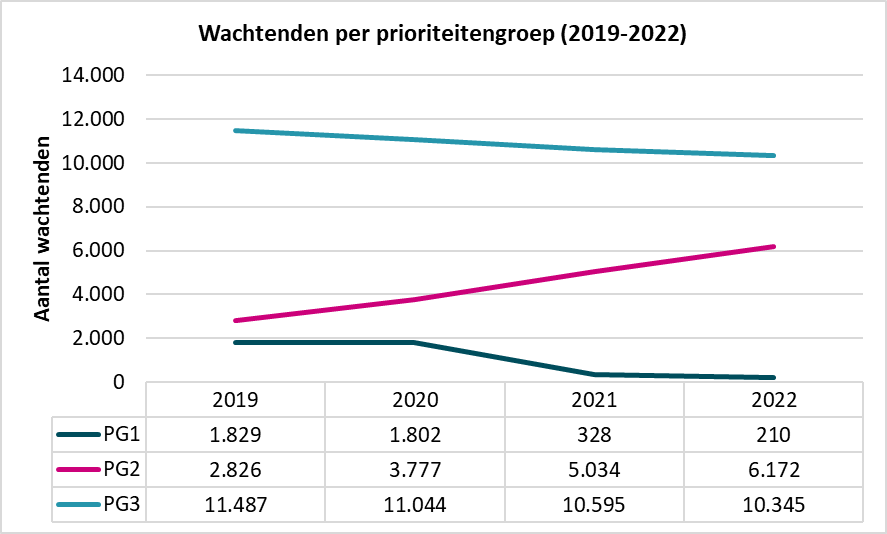 Wachtenden per prioriteitengroep (2019-2022)
Aantal wachtenden
14.000
12.000
10.000
8.000
6.000
4.000
2.000
0
2019 2020 2021 2022
PG1 1.829 1.802 328 210
PG2 2.826 3.777 5.034 6.172
PG3 11.487 11.044 10.595 10.345